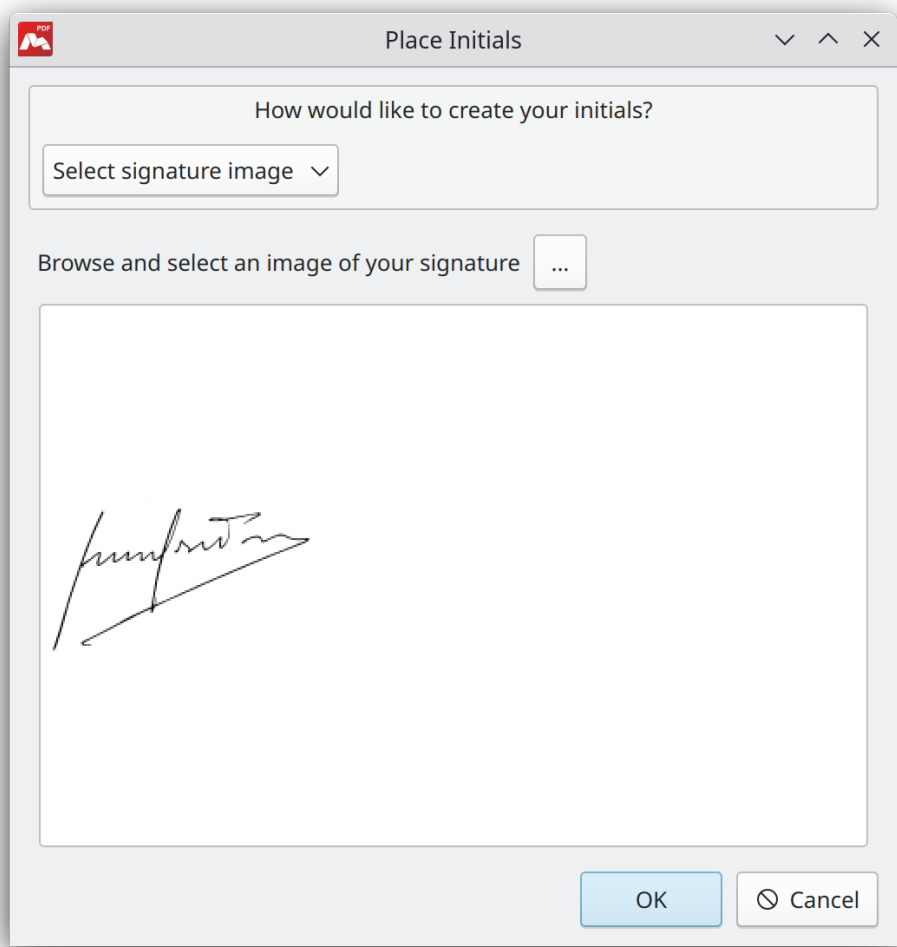 PDF
Place Initials
How would like to create your initials?
Select signature image
Browse and select an image of your signature
...
OK
Cancel